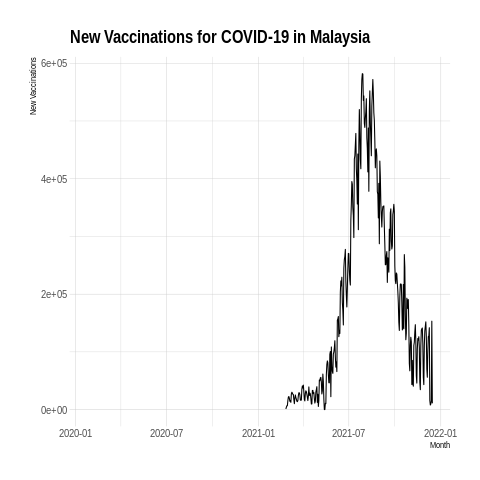 New Vaccinations for COVID-19 in Malaysia
New Vaccinations
6e+05
4e+05
2e+05
0e+00
2020-01
2020-07
2021-01
2021-07
2022-01
Month